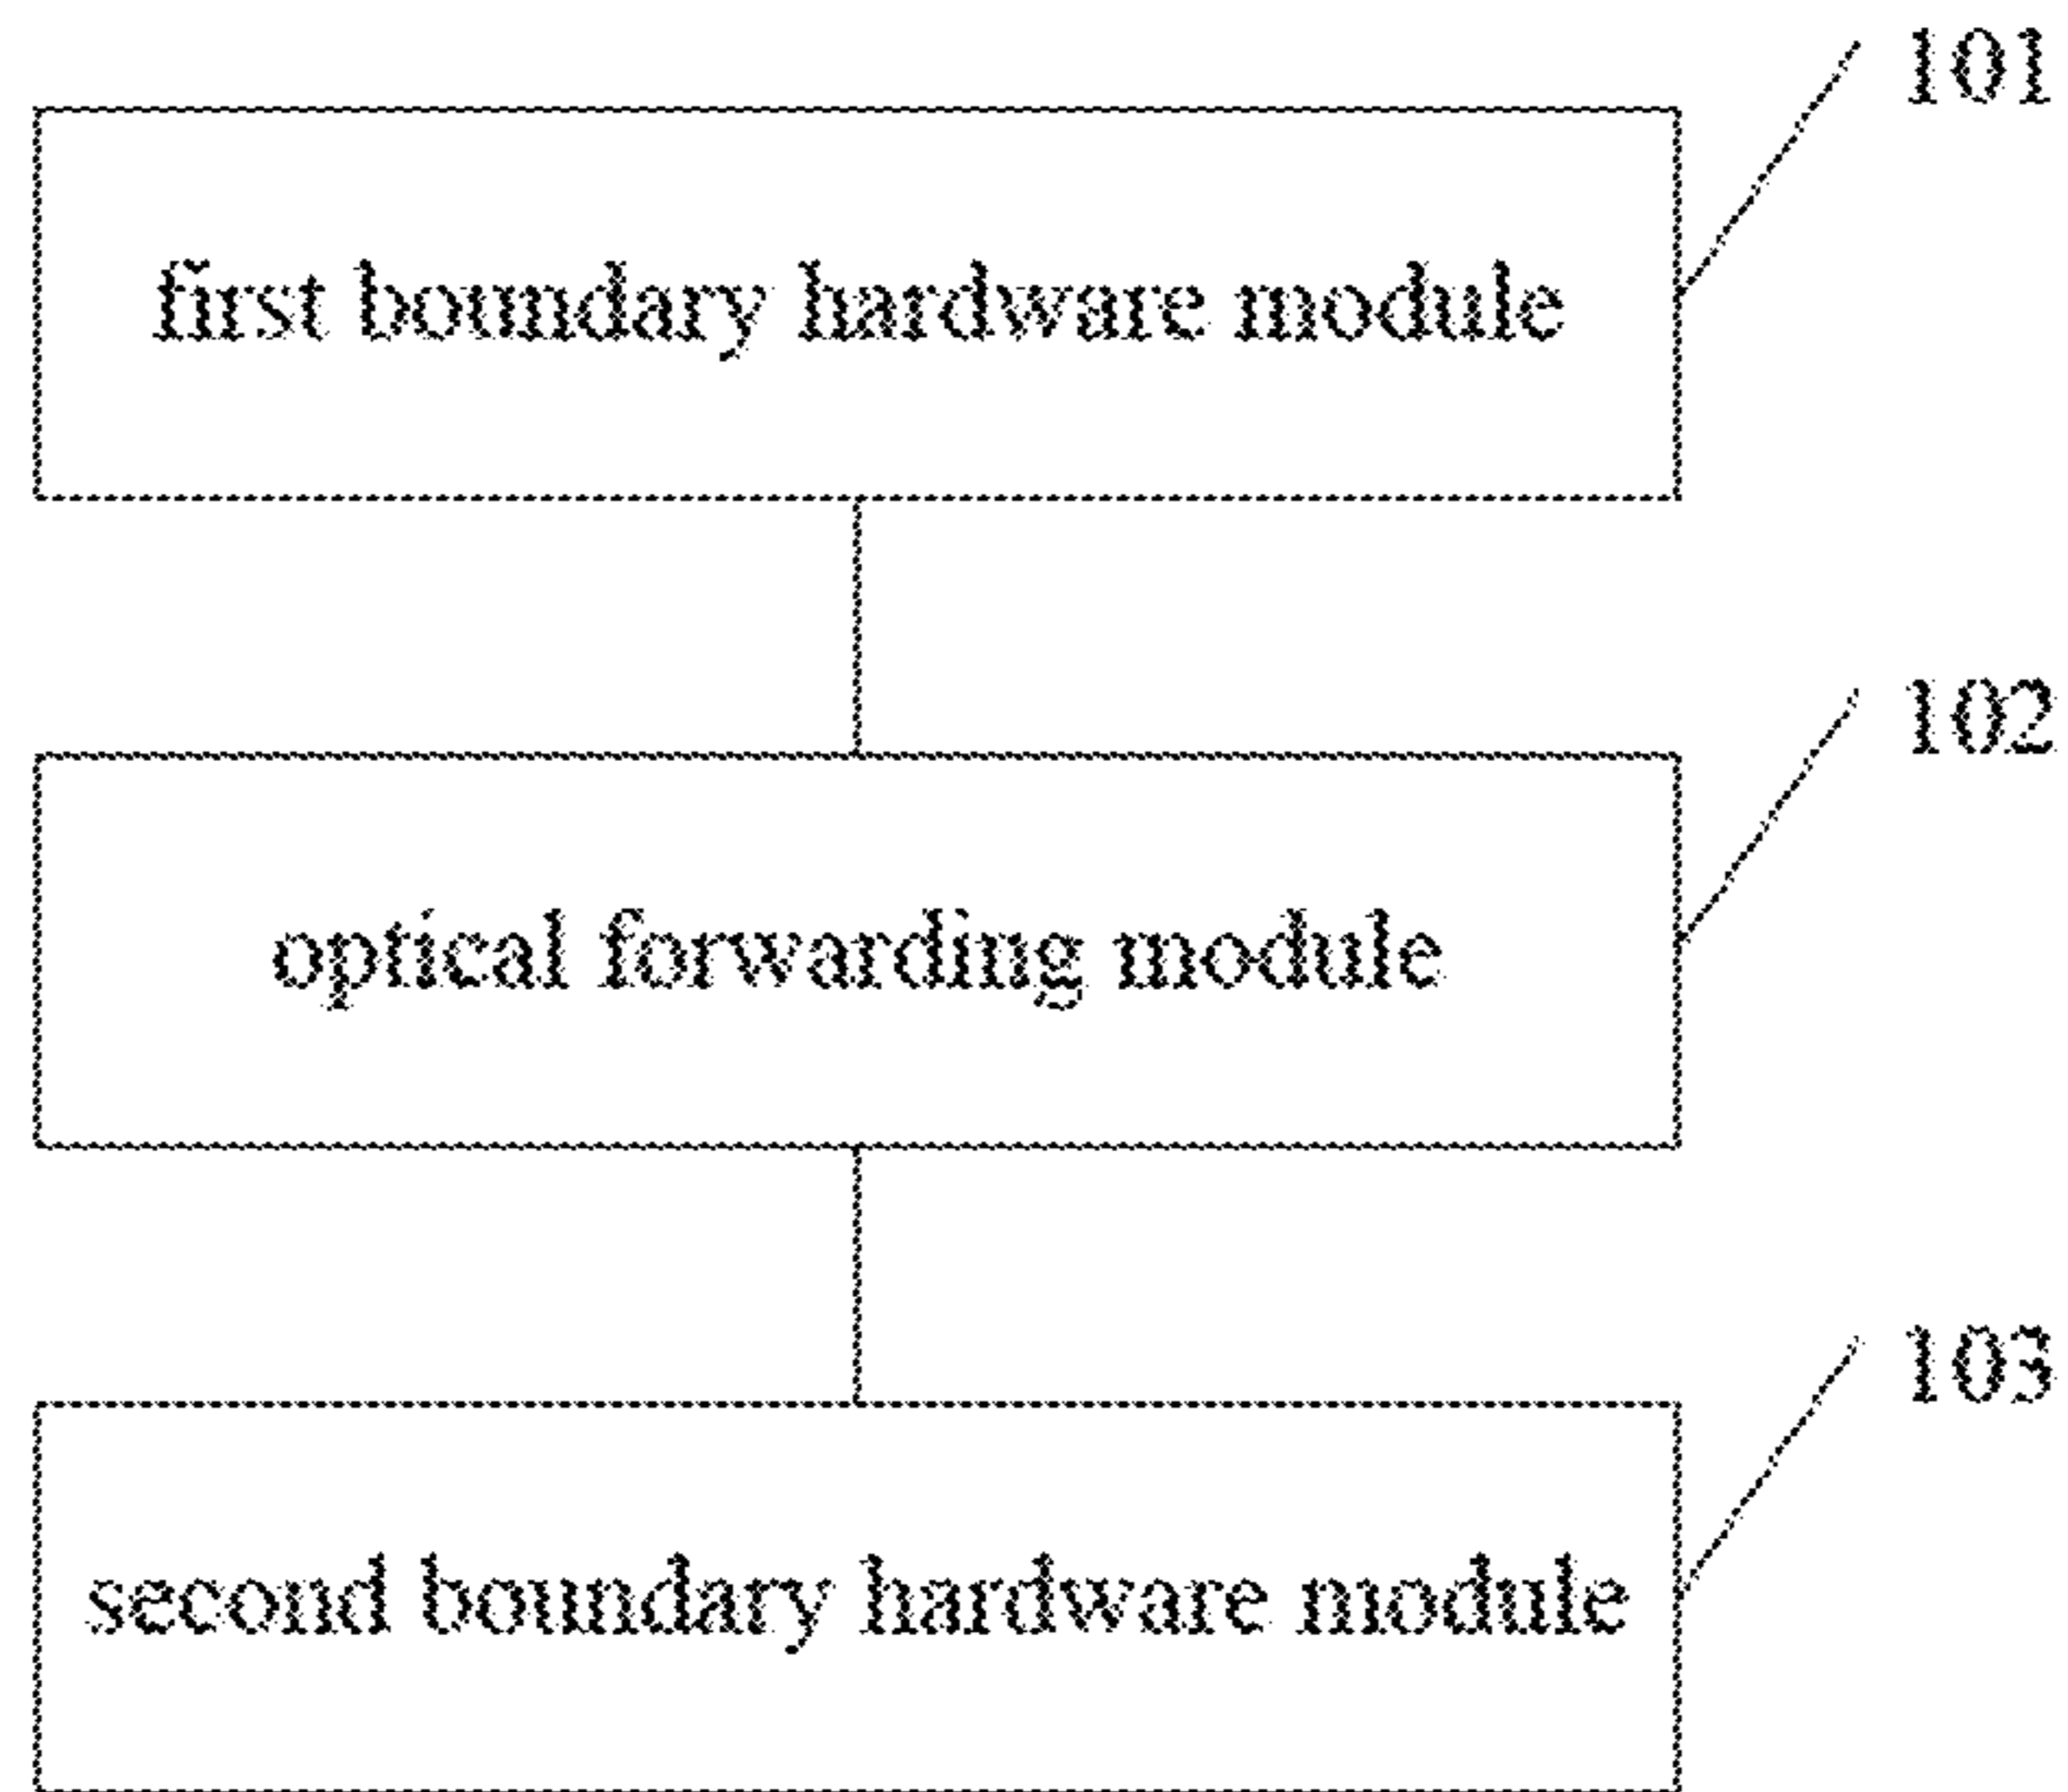 101
first boundary hardware module
102
optical forwarding module
103
second boundary hardware module